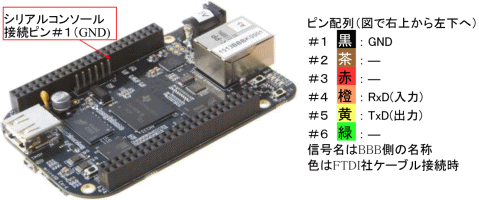 シリアルコンソール
接続ピン#1(GND)
ピン配列(図で右上から左下へ)
#1 黒 : GND
#2 茶 : ―
#3 赤 : ―
#4 橙 : RxD(入力)
#5 黄 : TxD(出力)
#6 緑 : ―
信号名はBBB側の名称
色はFTDI社ケーブル接続時